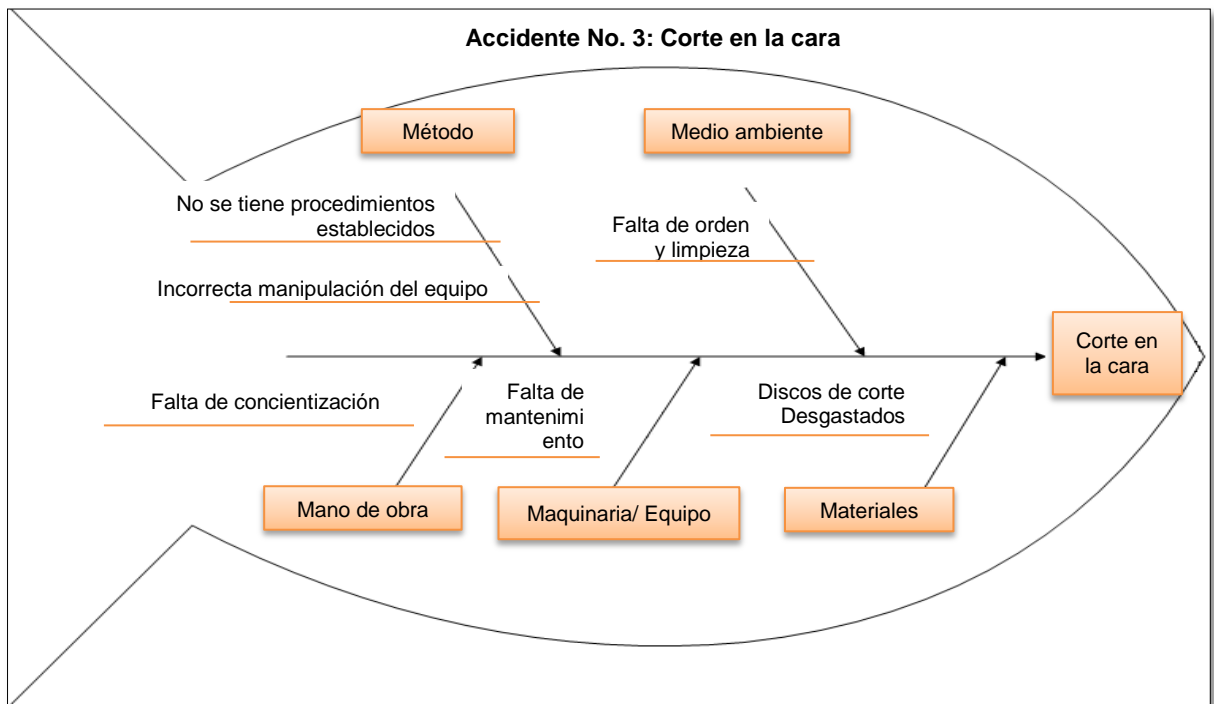 Accidente No. 3: Corte en la cara
Método
Medio ambiente
No se tiene procedimientos
establecidos
Falta de orden
y limpieza
Incorrecta manipulación del equipo
Corte en
la cara
Falta de concientización
Falta de
mantenimi
ento
Discos de corte
Desgastados
Mano de obra
Maquinaria/ Equipo
Materiales